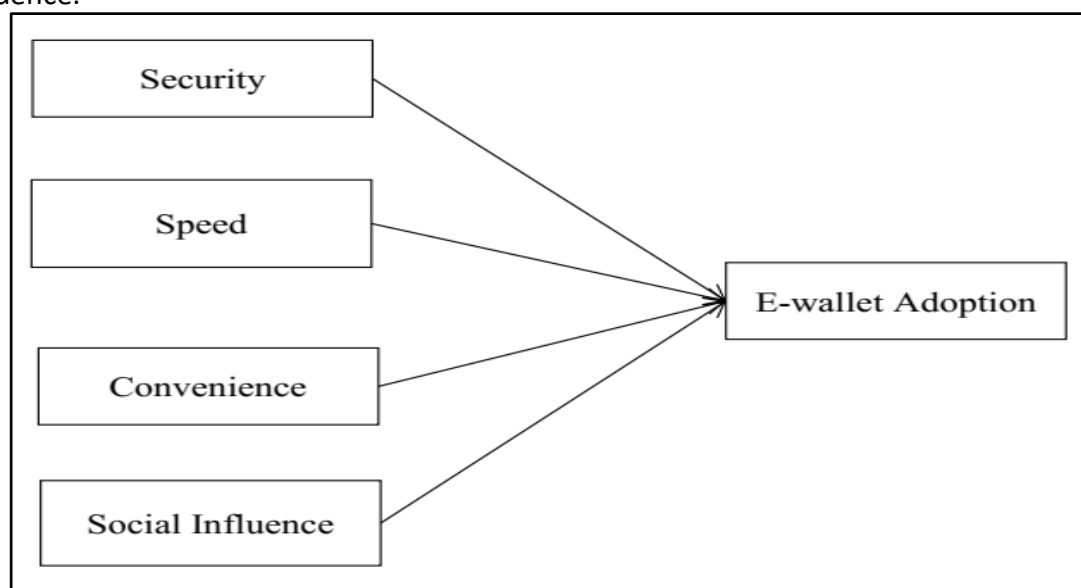 Security
Speed
E-wallet Adoption
Convenience
Social Influence